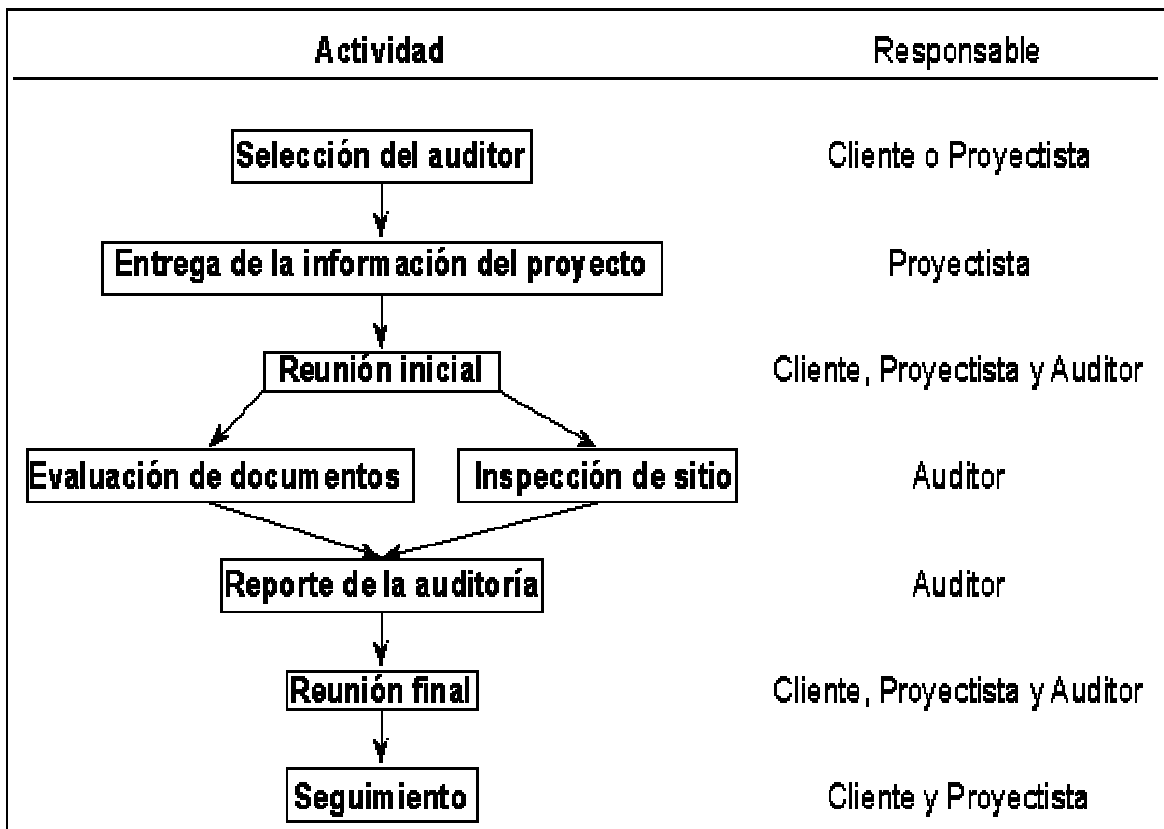 Actividad Responsable
Selección del auditor Cliente o Proyectista
Entrega de la información del proyecto Proyectista
Reunión inicial Cliente, Proyectista y Auditor
Evaluación de documentos Inspección de sitio Auditor
Reporte de la auditoría Auditor
Reunión final Cliente, Proyectista y Auditor
Seguimiento Cliente y Proyectista